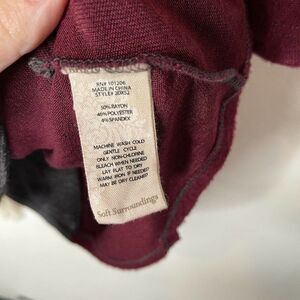 RN# 101206
MADE IN CHINA
STYLE# 2DX52
50% RAYON
46% POLYESTER
4% SPANDEX
MACHINE WASH COLD
GENTLE CYCLE
ONLY NON-CHLORINE
BLEACH WHEN NEEDED
LAY FLAT TO DRY
WARM IRON IF NEEDED
MAY BE DRY CLEANED
Soft Surroundings